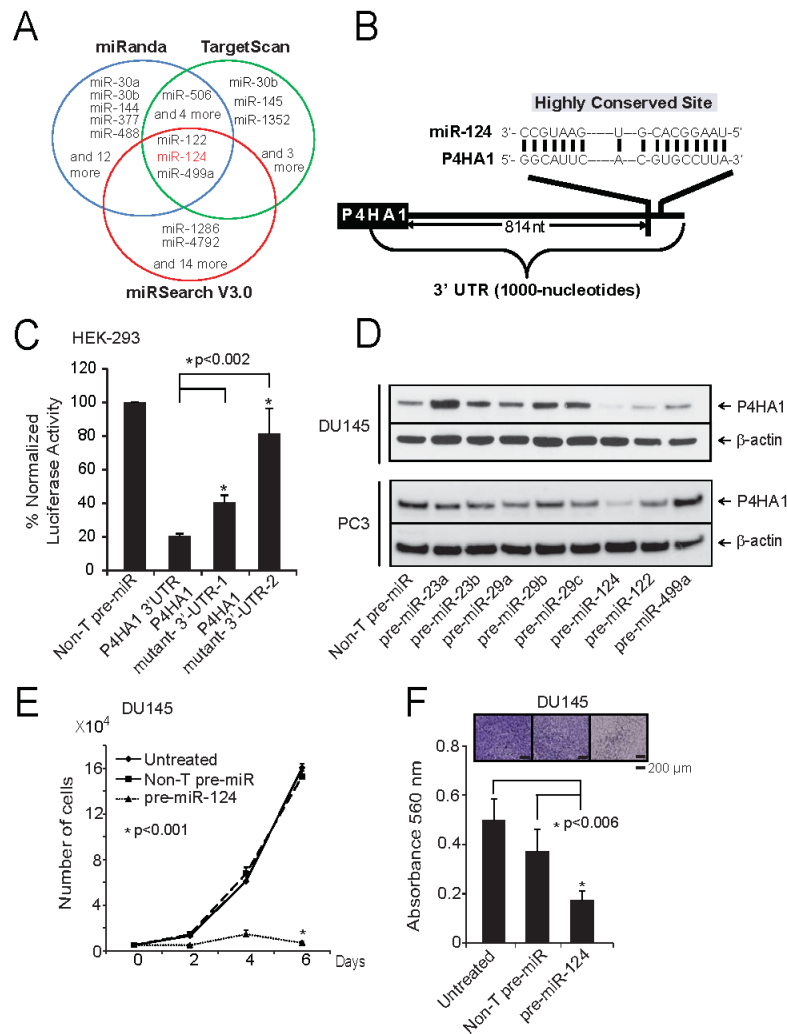 A
miRanda
TargetScan
miR-30a
miR-30b
miR-144
miR-377
miR-488
and 12
more
miR-506
and 4 more
miR-30b
miR-145
miR-1352
and 3
more
miR-122
miR-124
miR-499a
miR-1286
miR-4792
and 14 more
miRSearch V3.0
B
Highly Conserved Site
miR-124 3'- CCGUAAG-----U---GCACGGAAU-5'
P4HA1 5'- GGCAUUC----A---CGUGCCUUA-3'
P4HA1
814nt
3' UTR (1000-nucleotides)
C
HEK-293
% Normalized
Luciferase Activity
120
100
80
60
40
20
0
* p<0.002
*
*
Non-T pre-miR
P4HA1 3'UTR
P4HA1
mutant- 3'-UTR-1
P4HA1
mutant- 3'-UTR-2
D
DU145
P4HA1
β-actin
PC3
P4HA1
β-actin
Non-T pre-miR
pre-miR-23a
pre-miR-23b
pre-miR-29a
pre-miR-29b
pre-miR-29c
pre-miR-124
pre-miR-122
pre-miR-499a
E
DU145
X10⁴
Number of cells
16
12
8
4
0
Untreated
Non-T pre-miR
pre-miR-124
* p<0.001
*
0 2 4 6 Days
F
DU145
200 µm
Absorbance 560 nm
0.8
0.6
0.4
0.2
0
* p<0.006
*
Untreated
Non-T pre-miR
pre-miR-124